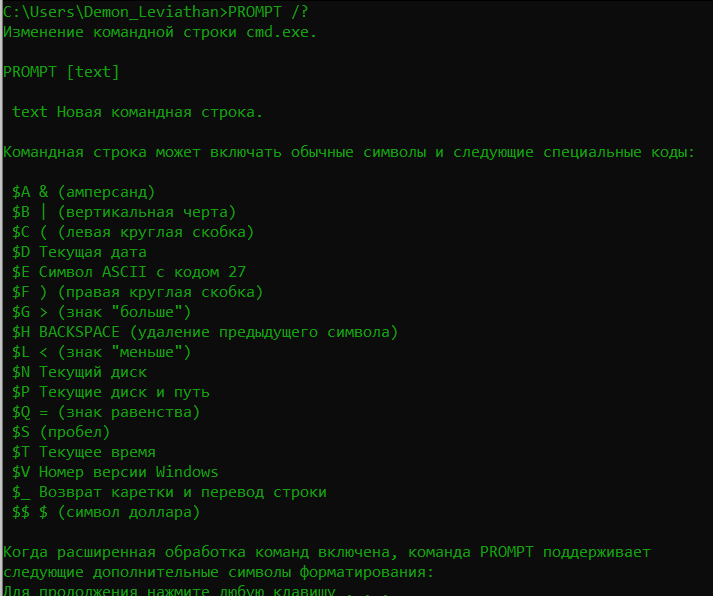 C:\Users\Demon_Leviathan>PROMPT /?
Изменение командной строки cmd.exe.
PROMPT [text]
text Новая командная строка.
Командная строка может включать обычные символы и следующие специальные коды:
$A & (амперсанд)
$B | (вертикальная черта)
$C ( (левая круглая скобка)
$D Текущая дата
$E Символ ASCII с кодом 27
$F ) (правая круглая скобка)
$G > (знак "больше")
$H BACKSPACE (удаление предыдущего символа)
$L < (знак "меньше")
$N Текущий диск
$P Текущие диск и путь
$Q = (знак равенства)
$S (пробел)
$T Текущее время
$V Номер версии Windows
$_ Возврат каретки и перевод строки
$$ $ (символ доллара)
Когда расширенная обработка команд включена, команда PROMPT поддерживает
следующие дополнительные символы форматирования:
Для продолжения нажмите любую клавишу . . .